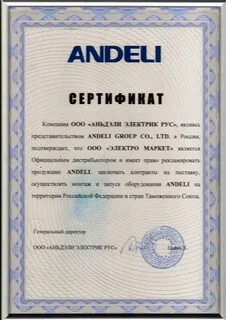 ANDELI
СЕРТИФИКАТ
Компания ООО «АНЬДЭЛИ ЭЛЕКТРИК РУС», являясь
представительством ANDELI GROUP CO., LTD. в России,
подтверждает, что ООО «ЭЛЕКТРО МАРКЕТ» является
Официальным дистрибьютором и имеет право рекламировать
продукцию ANDELI, заключать контракты на поставку,
осуществлять монтаж и запуск оборудования ANDELI на
территории Российской Федерации и стран Таможенного Союза.
Генеральный директор
ООО «АНЬДЭЛИ ЭЛЕКТРИК РУС»